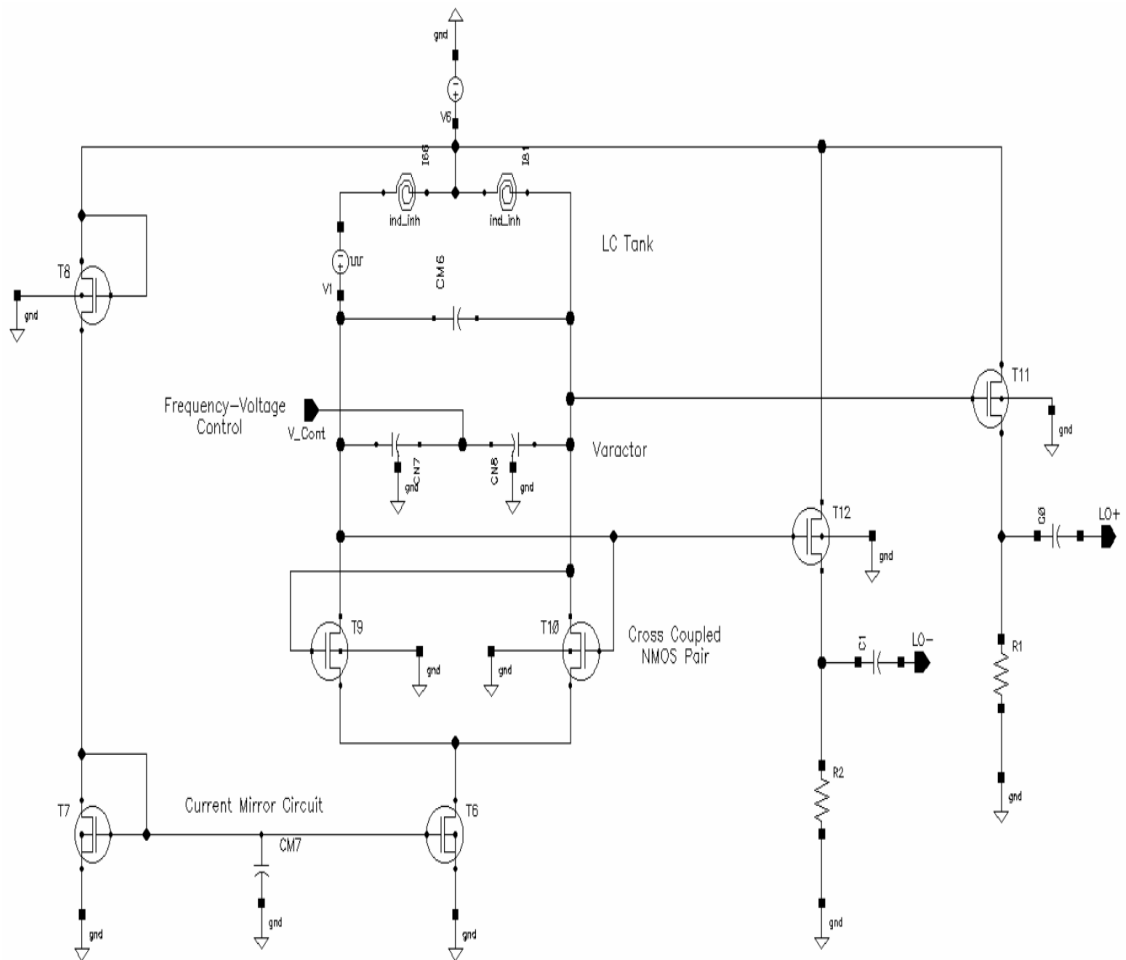 gnd
V6
I66
I81
ind_inh
ind_inh
LC Tank
T8
gnd
V1
CM6
T11
gnd
Frequency-Voltage
Control
V_Cont
CN7
gnd
CN8
gnd
Varactor
T12
gnd
C0
LO+
T9
gnd
T10
gnd
Cross Coupled
NMOS Pair
C1
LO-
R1
gnd
R2
gnd
T7
Current Mirror Circuit
CM7
T6
gnd
gnd
gnd